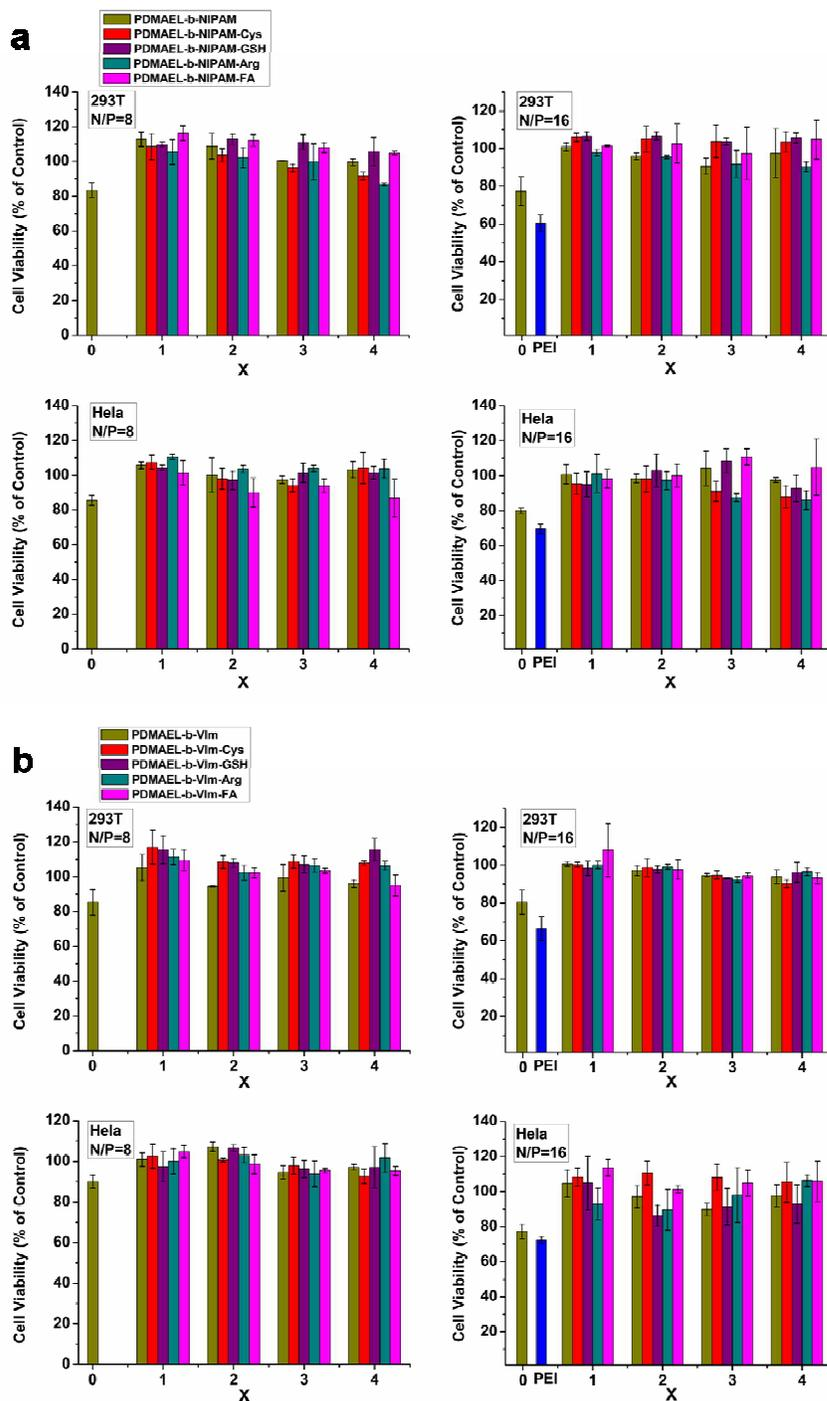 a
PDMAEL-b-NIPAM
PDMAEL-b-NIPAM-Cys
PDMAEL-b-NIPAM-GSH
PDMAEL-b-NIPAM-Arg
PDMAEL-b-NIPAM-FA
293T
N/P=8
Cell Viability (% of Control)
140
120
100
80
60
40
20
0
0 1 2 3 4
X
293T
N/P=16
Cell Viability (% of Control)
120
100
80
60
40
20
0 PEI 1 2 3 4
X
Hela
N/P=8
Cell Viability (% of Control)
140
120
100
80
60
40
20
0
0 1 2 3 4
X
Hela
N/P=16
Cell Viability (% of Control)
140
120
100
80
60
40
20
0 PEI 1 2 3 4
X
b
PDMAEL-b-VIm
PDMAEL-b-VIm-Cys
PDMAEL-b-VIm-GSH
PDMAEL-b-VIm-Arg
PDMAEL-b-VIm-FA
293T
N/P=8
Cell Viability (% of Control)
140
120
100
80
60
40
20
0
0 1 2 3 4
X
293T
N/P=16
Cell Viability (% of Control)
120
100
80
60
40
20
0 PEI 1 2 3 4
X
Hela
N/P=8
Cell Viability (% of Control)
120
100
80
60
40
20
0
0 1 2 3 4
X
Hela
N/P=16
Cell Viability (% of Control)
140
120
100
80
60
40
20
0 PEI 1 2 3 4
X